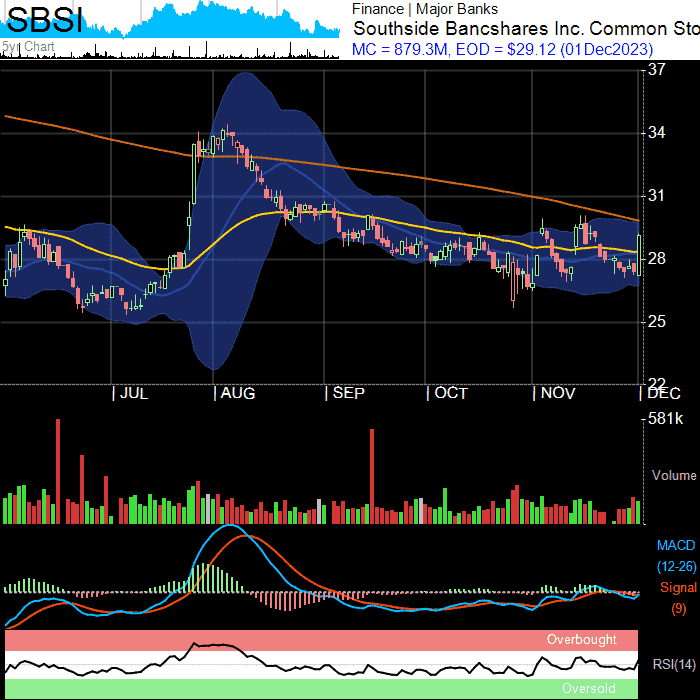 SBSI
5yr Chart
Finance | Major Banks
Southside Bancshares Inc. Common Sto
MC = 879.3M, EOD = $29.12 (01Dec2023)
37
34
31
28
25
22
| JUL | AUG | SEP | OCT | NOV | DEC
581k
Volume
MACD
(12-26)
Signal
(9)
Overbought
RSI(14)
Oversold